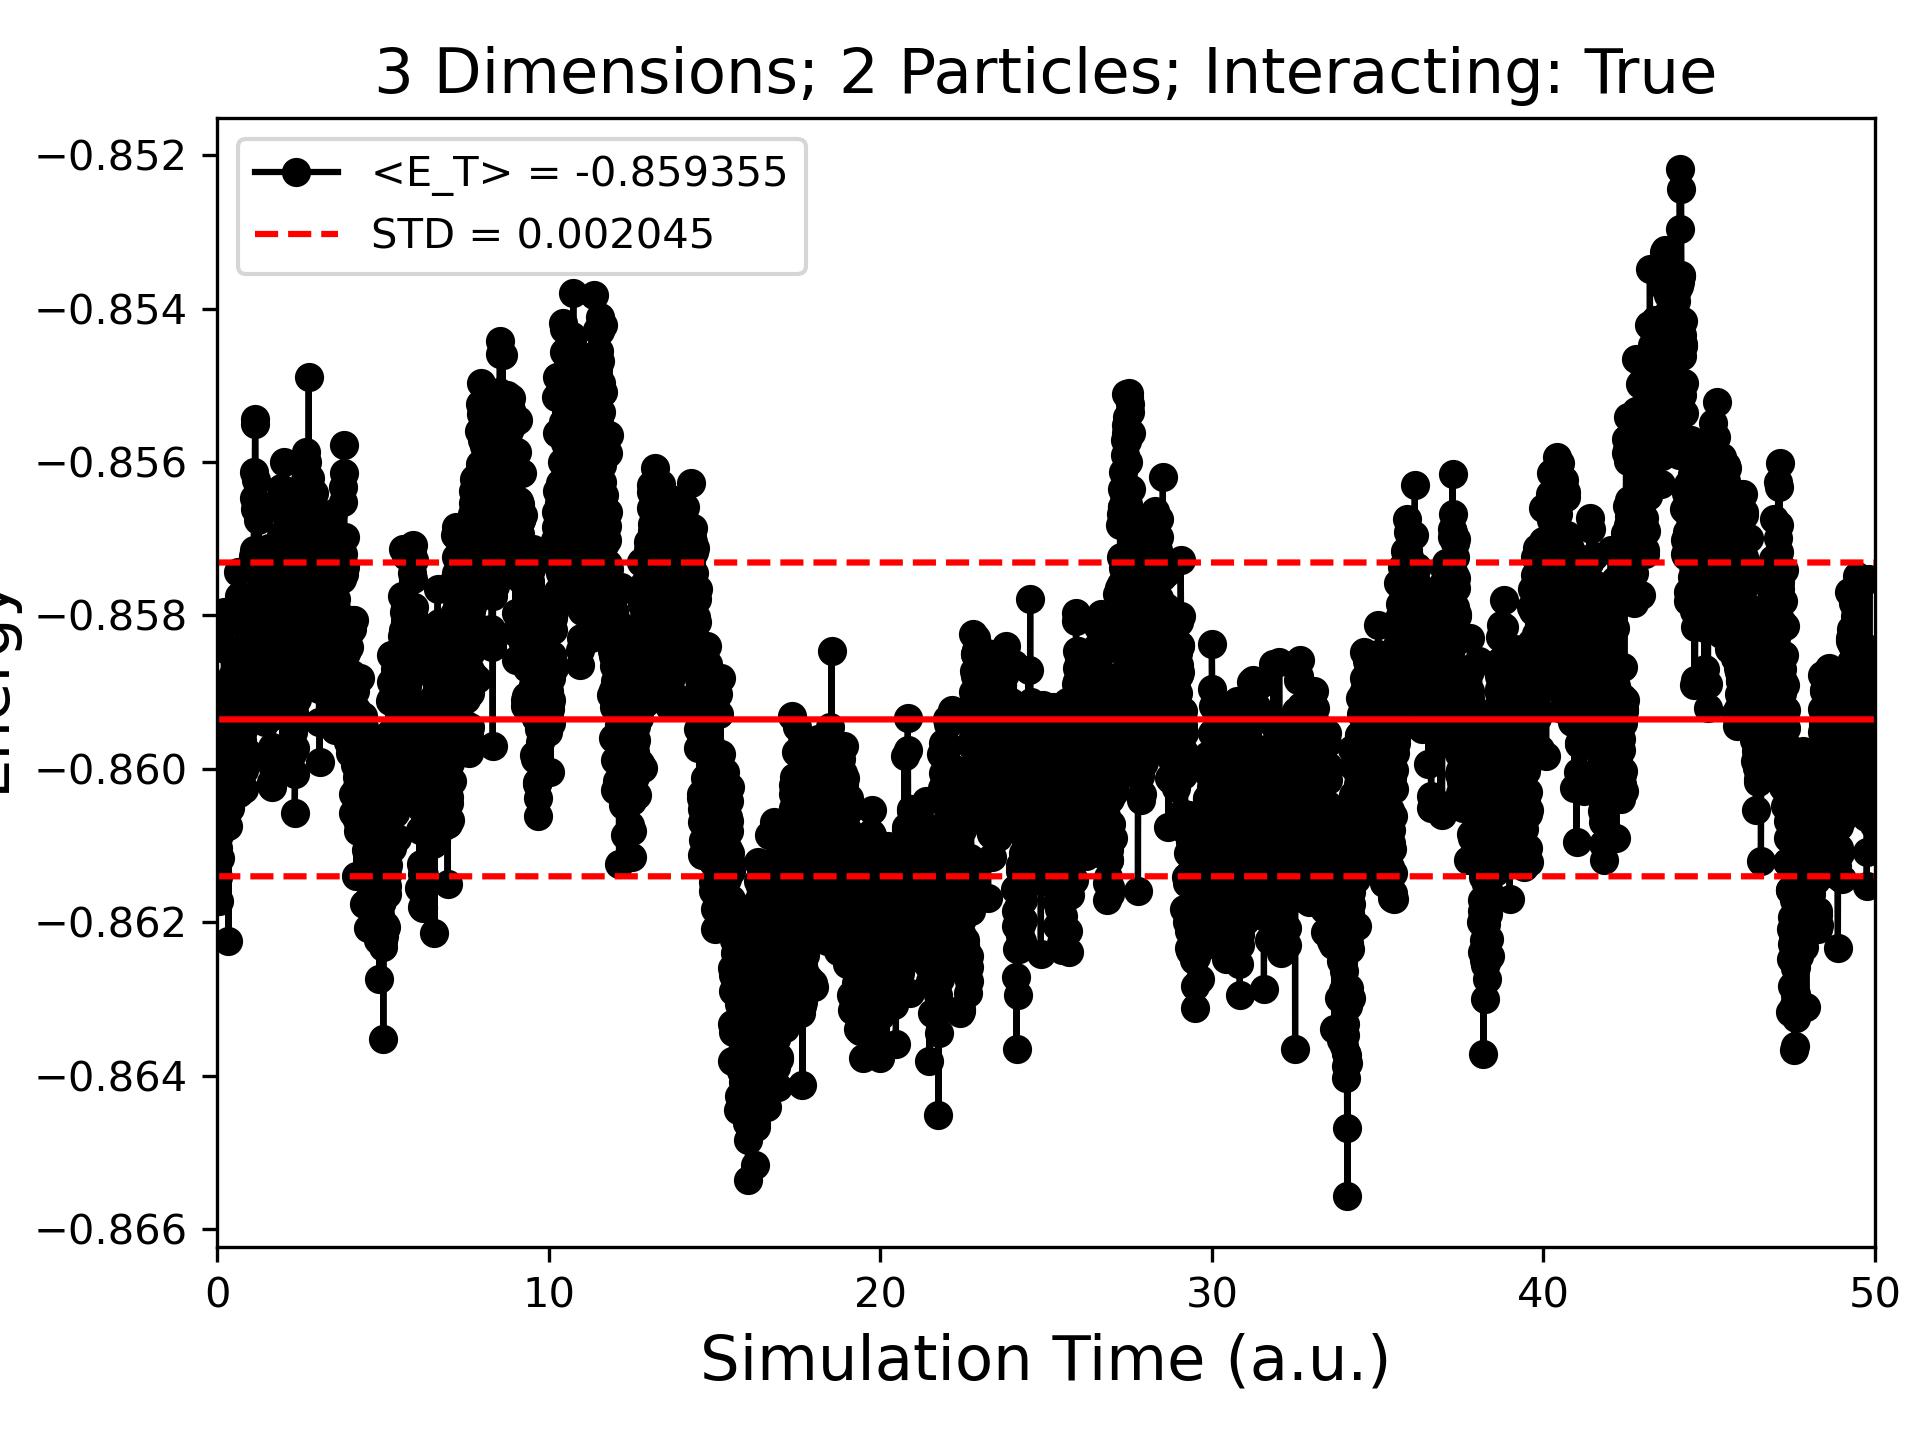 3 Dimensions; 2 Particles; Interacting: True
<E_T> = -0.859355
STD = 0.002045
−0.852
−0.854
−0.856
−0.858
−0.860
−0.862
−0.864
−0.866
Energy
0 10 20 30 40 50
Simulation Time (a.u.)